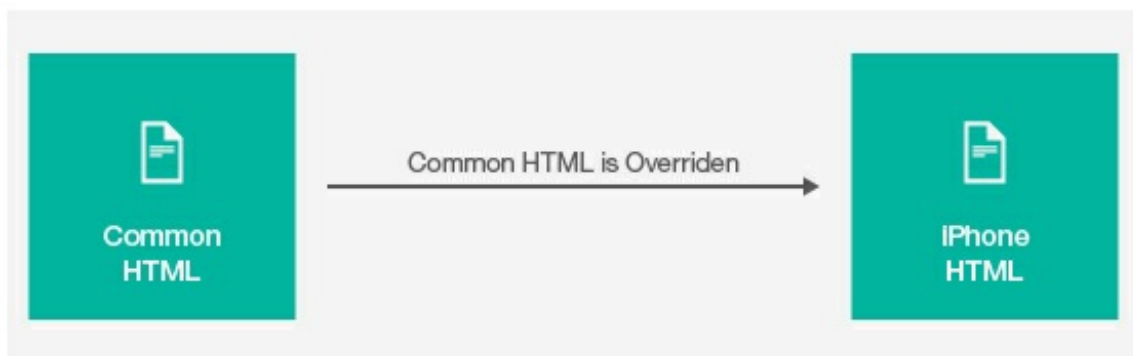 Common HTML is Overriden
Common
HTML
iPhone
HTML